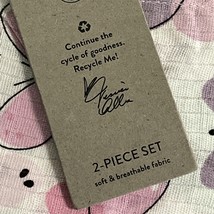 Continue the
cycle of goodness.
Recycle Me!
2-PIECE SET
soft & breathable fabric